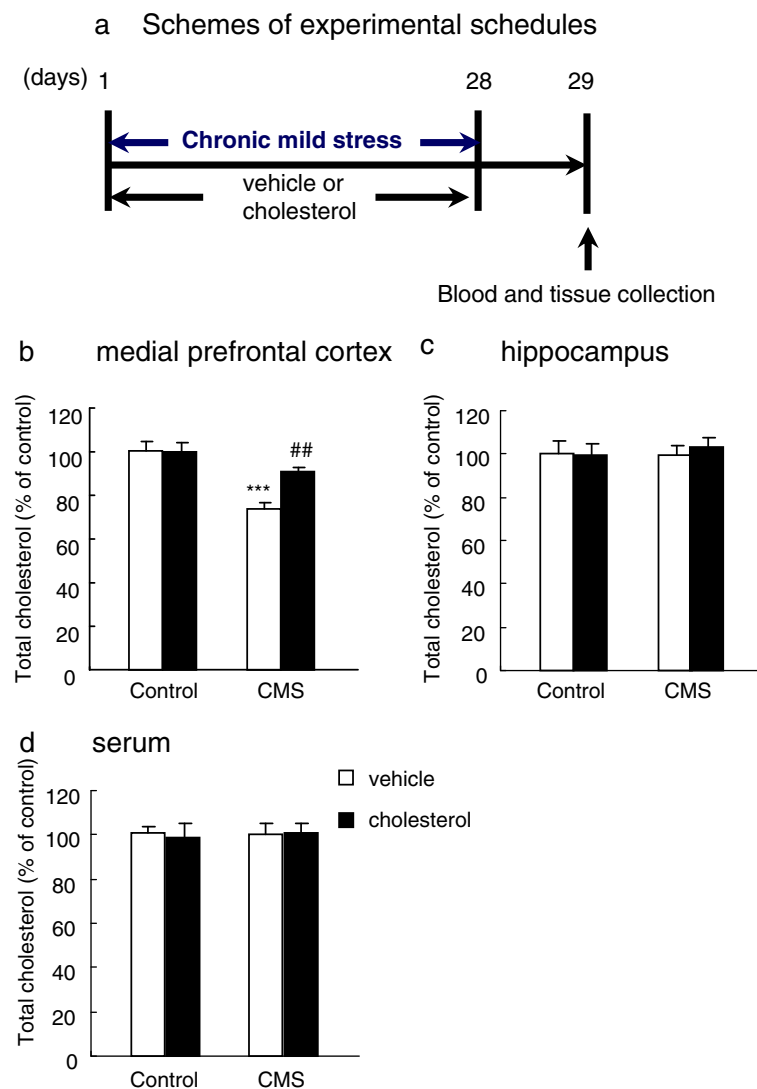 a Schemes of experimental schedules
(days) 1 28 29
Chronic mild stress
vehicle or
cholesterol
Blood and tissue collection
b medial prefrontal cortex
Total cholesterol (% of control)
120
100
80
60
40
20
0
***
##
Control CMS
c hippocampus
Total cholesterol (% of control)
120
100
80
60
40
20
0
Control CMS
d serum
Total cholesterol (% of control)
120
100
80
60
40
20
0
Control CMS
vehicle
cholesterol